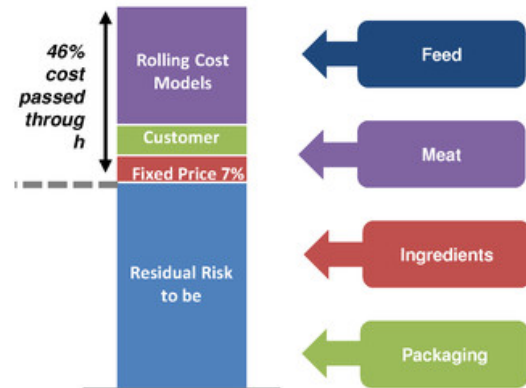 46%
cost
passed
throug
h
Rolling Cost
Models
Customer
Fixed Price 7%
Residual Risk
to be
Feed
Meat
Ingredients
Packaging